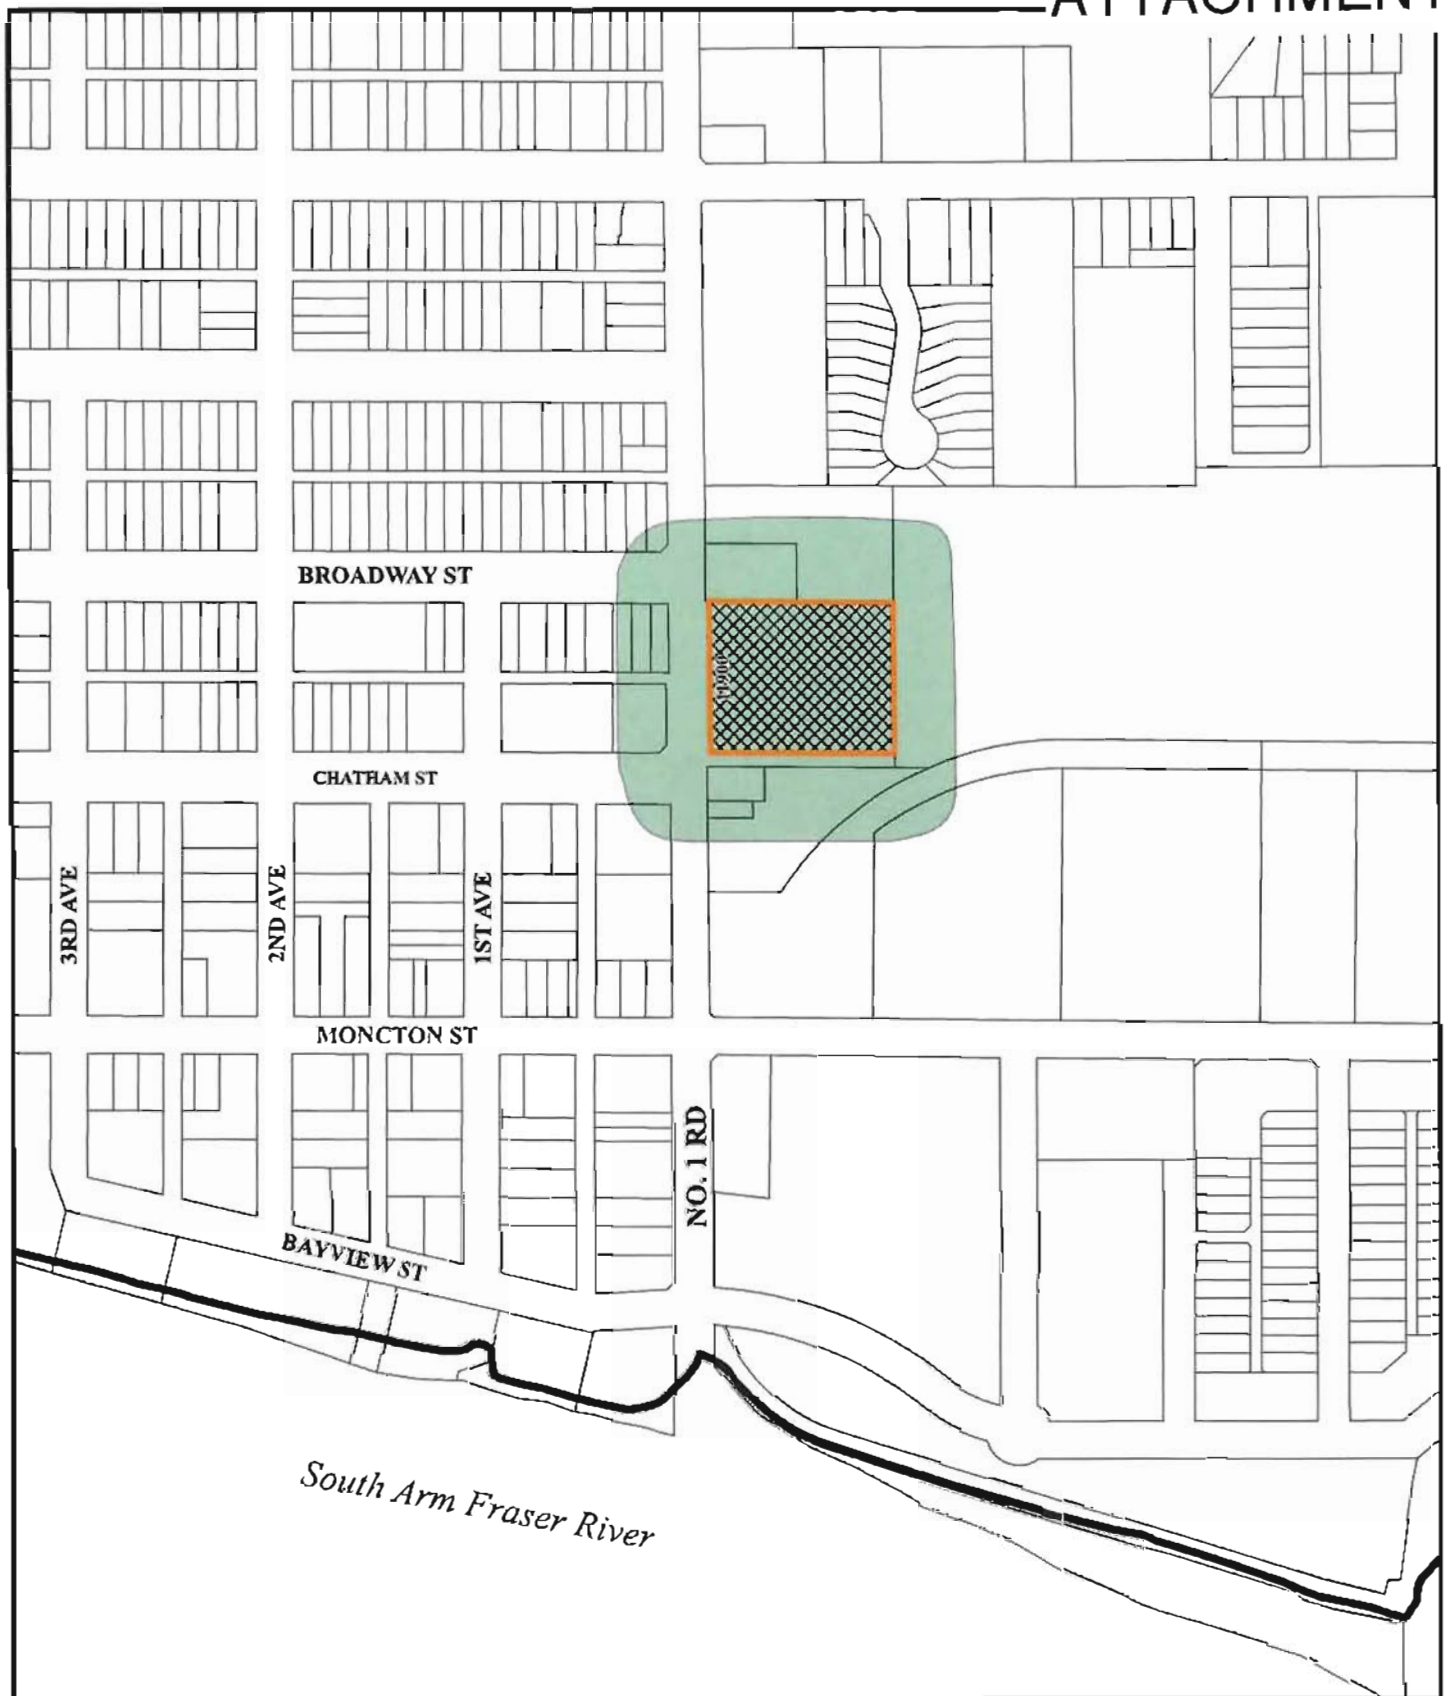 ATTACHMENT
BROADWAY ST
11900
CHATHAM ST
3RD AVE
2ND AVE
1ST AVE
MONCTON ST
NO. 1 RD
BAYVIEW ST
South Arm Fraser River